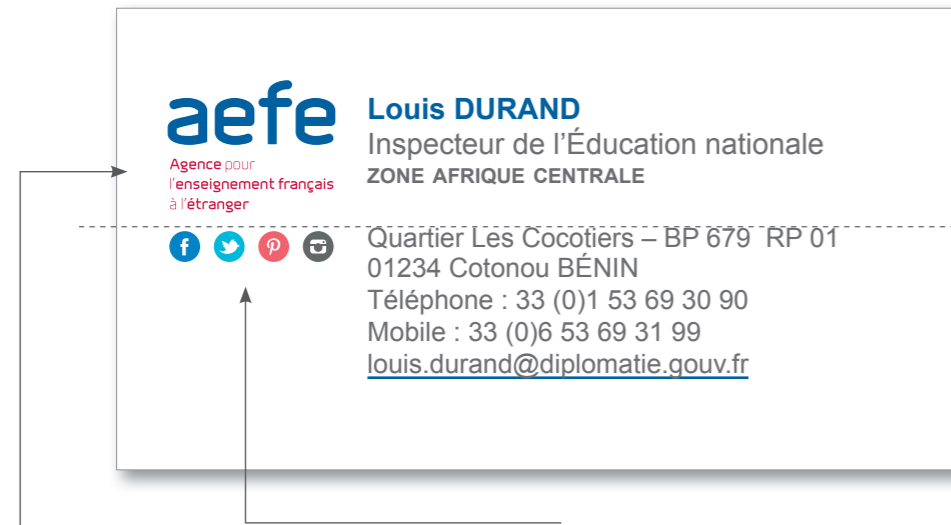 aefe
Agence pour
l'enseignement français
à l'étranger
Louis DURAND
Inspecteur de l'Éducation nationale
ZONE AFRIQUE CENTRALE
Quartier Les Cocotiers – BP 679  RP 01
01234 Cotonou BÉNIN
Téléphone : 33 (0)1 53 69 30 90
Mobile : 33 (0)6 53 69 31 99
louis.durand@diplomatie.gouv.fr